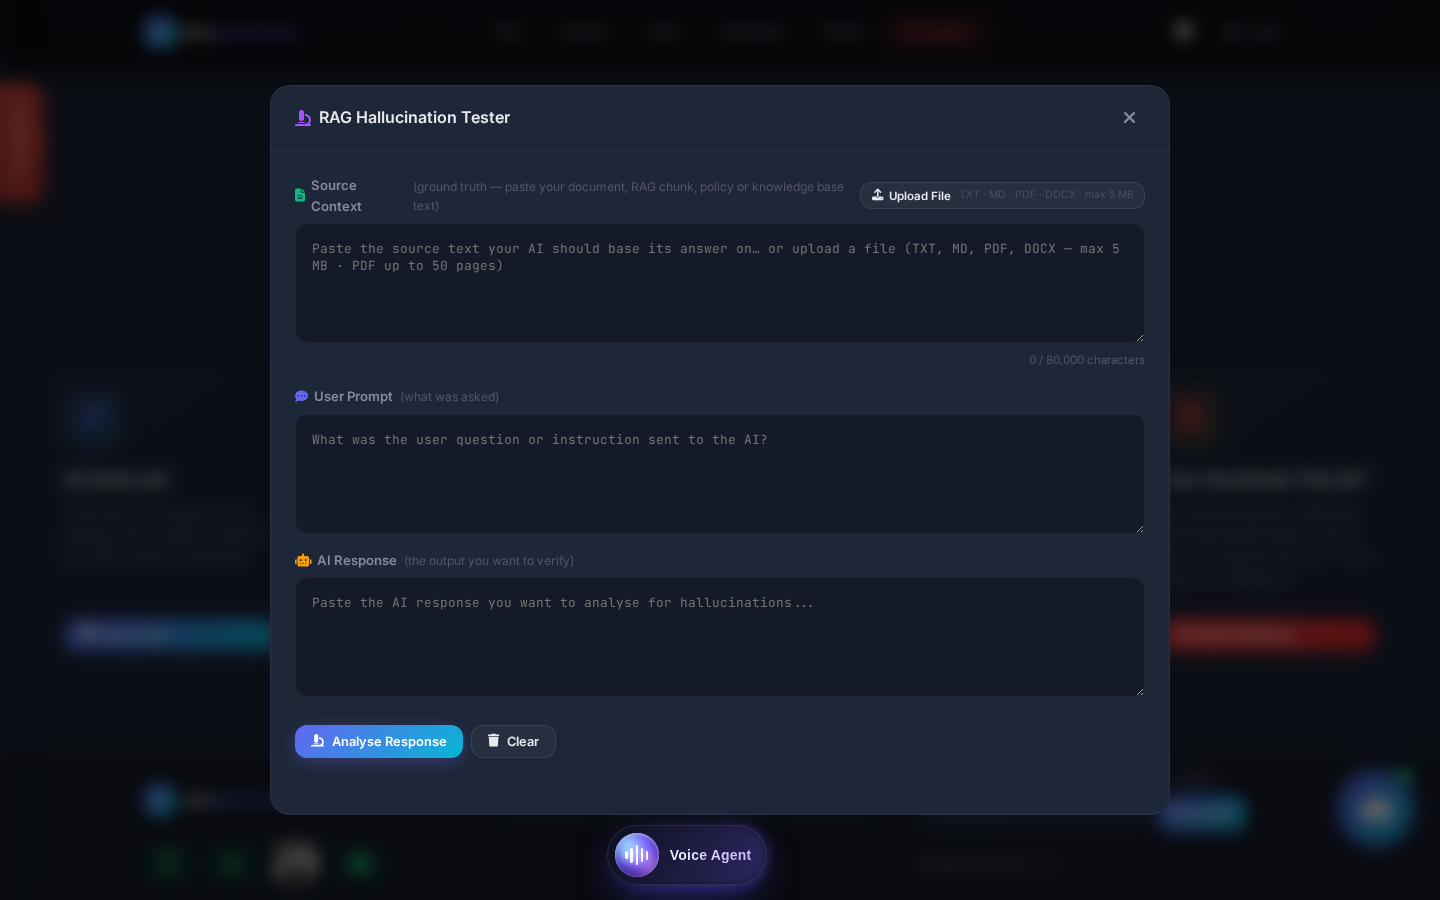 RAG Hallucination Tester
Source
Context
(ground truth — paste your document, RAG chunk, policy or knowledge base
text)
Upload File TXT · MD · PDF · DOCX · max 5 MB
Paste the source text your AI should base its answer on… or upload a file (TXT, MD, PDF, DOCX — max 5
MB · PDF up to 50 pages)
0 / 80,000 characters
User Prompt (what was asked)
What was the user question or instruction sent to the AI?
AI Response (the output you want to verify)
Paste the AI response you want to analyse for hallucinations...
Analyse Response
Clear
Voice Agent